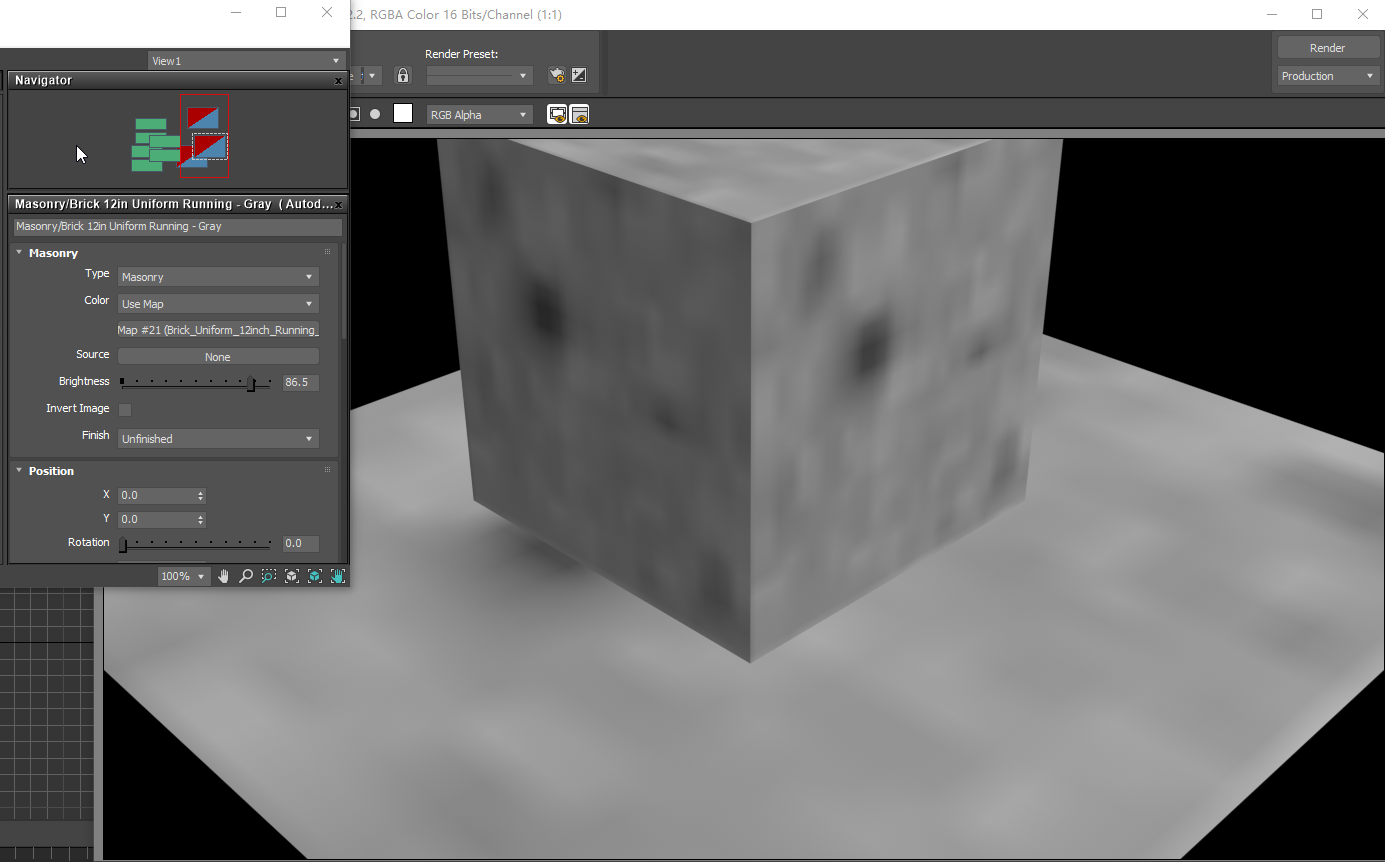 2.2, RGBA Color 16 Bits/Channel (1:1)
View1
Render Preset:
Render
Production
Navigator
RGB Alpha
Masonry/Brick 12in Uniform Running - Gray ( Autod...
Masonry/Brick 12in Uniform Running - Gray
Masonry
Type
Masonry
Color
Use Map
Map #21 (Brick_Uniform_12inch_Running_
Source
None
Brightness
86.5
Invert Image
Finish
Unfinished
Position
X
0.0
Y
0.0
Rotation
0.0
100%